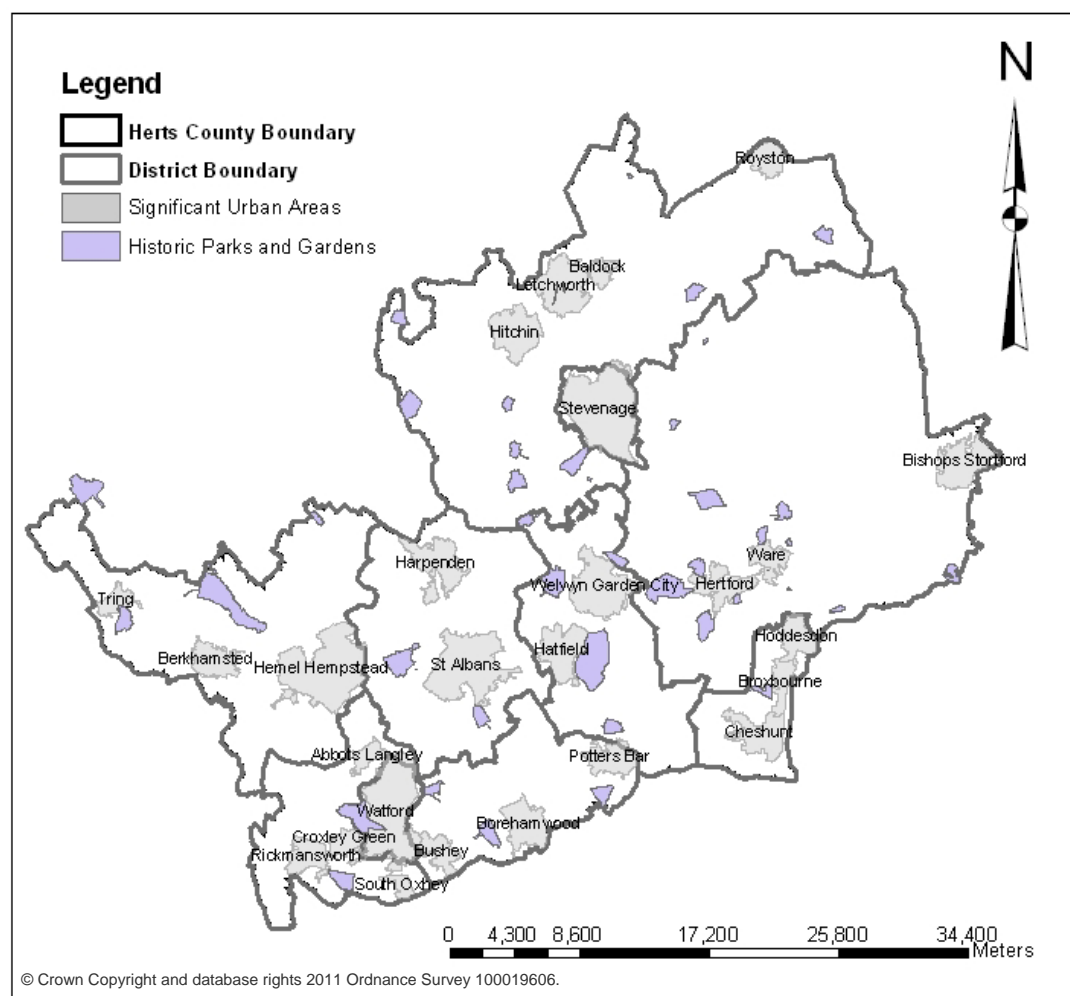 N
Legend
Herts County Boundary
District Boundary
Significant Urban Areas
Historic Parks and Gardens
Royston
Baldock
Letchworth
Hitchin
Stevenage
Bishops Stortford
Harpenden
Ware
Welwyn Garden City
Hertford
Tring
Hoddesdon
Berkhamsted
Hemel Hempstead
St Albans
Hatfield
Broxbourne
Cheshunt
Abbots Langley
Potters Bar
Watford
Borehamwood
Croxley Green
Bushey
Rickmansworth
South Oxhey
0 4,300 8,600 17,200 25,800 34,400
Meters
© Crown Copyright and database rights 2011 Ordnance Survey 100019606.